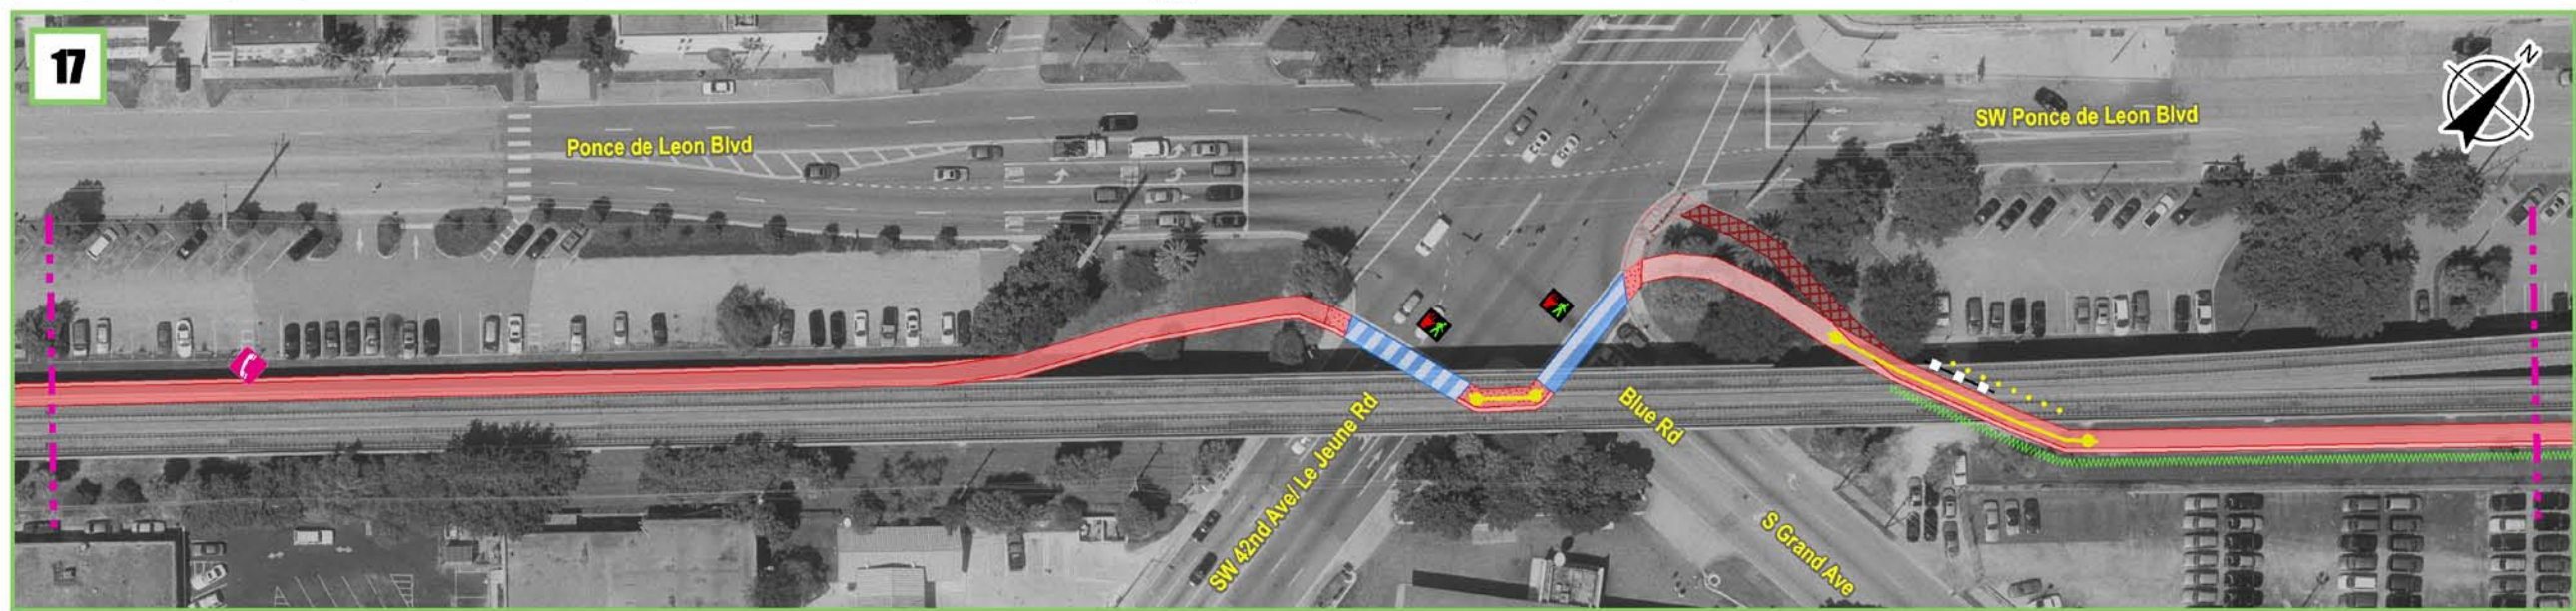 17
N
Ponce de Leon Blvd
SW Ponce de Leon Blvd
SW 42nd Ave/ Le Jeune Rd
Blue Rd
S Grand Ave